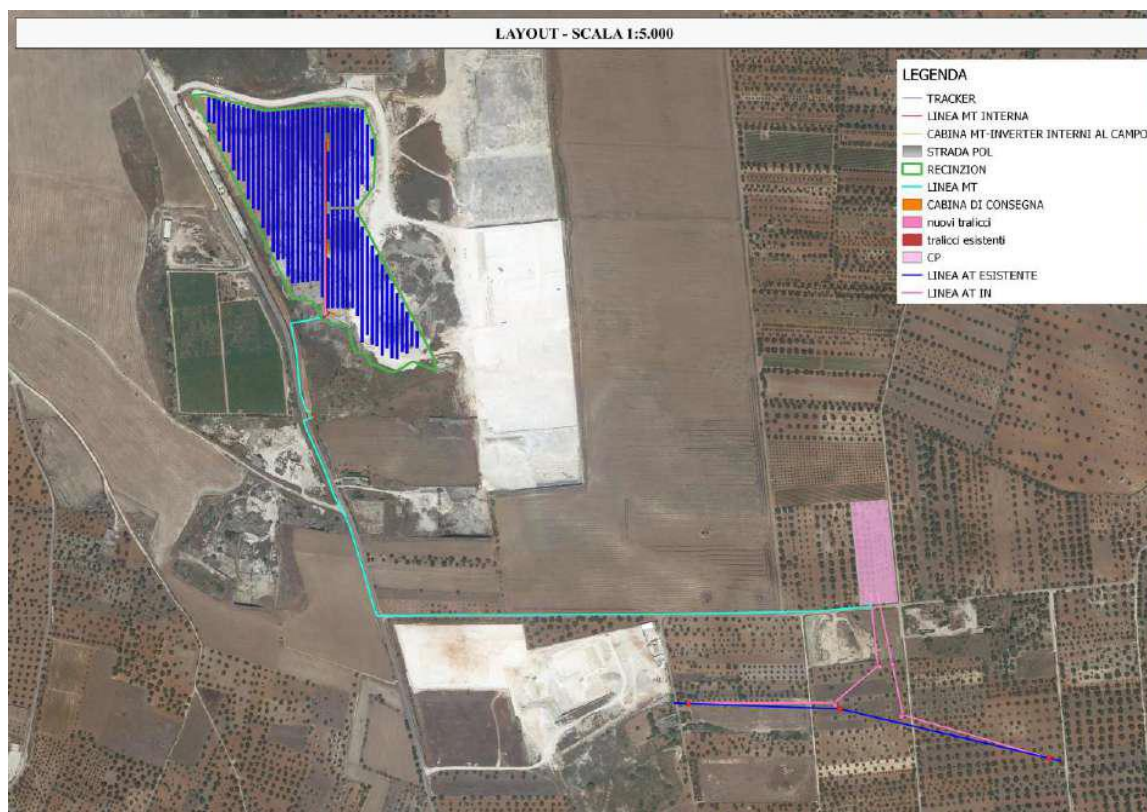 LAYOUT - SCALA 1:5.000
LEGENDA
TRACKER
LINEA MT INTERNA
CABINA MT-INVERTER INTERNI AL CAMPO
STRADA POL
RECINZION
LINEA MT
CABINA DI CONSEGNA
nuovi tralicci
tralicci esistenti
CP
LINEA AT ESISTENTE
LINEA AT IN